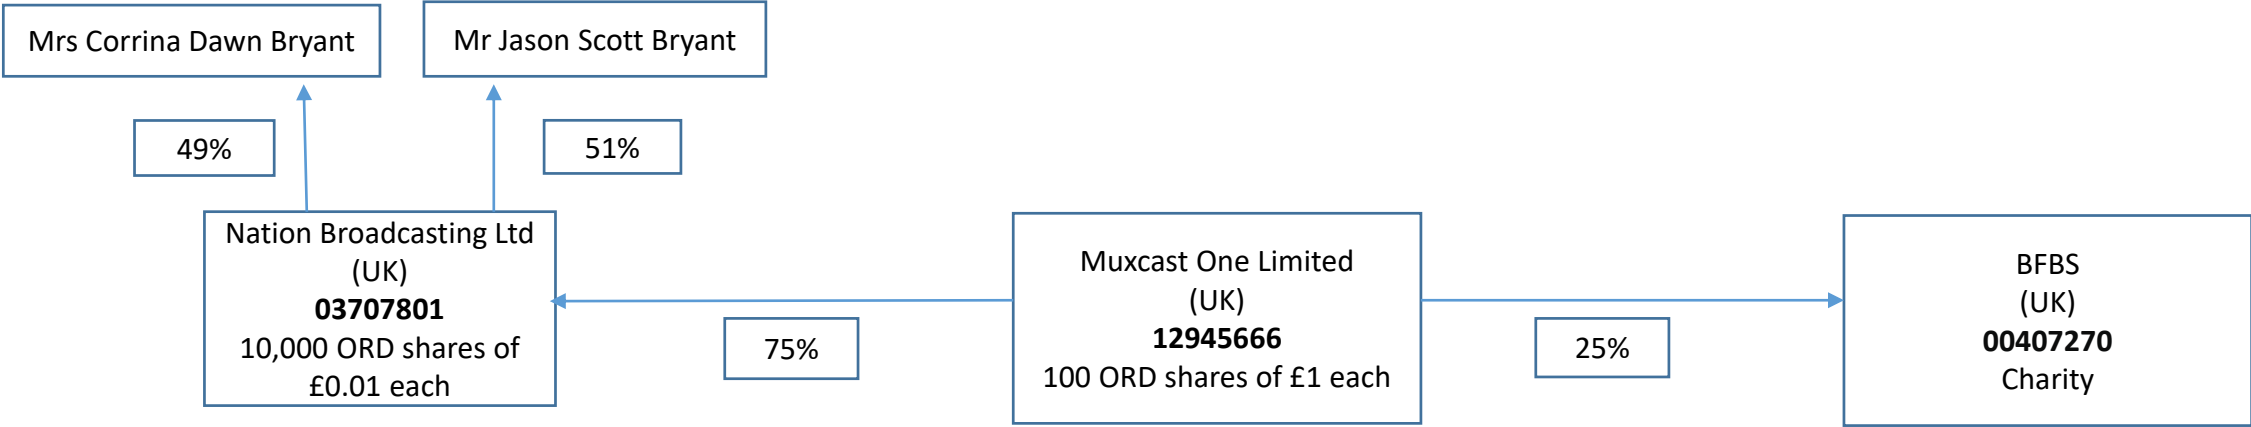 Mrs Corrina Dawn Bryant
Mr Jason Scott Bryant
49%
51%
Nation Broadcasting Ltd
(UK)
03707801
10,000 ORD shares of
£0.01 each
75%
Muxcast One Limited
(UK)
12945666
100 ORD shares of £1 each
25%
BFBS
(UK)
00407270
Charity